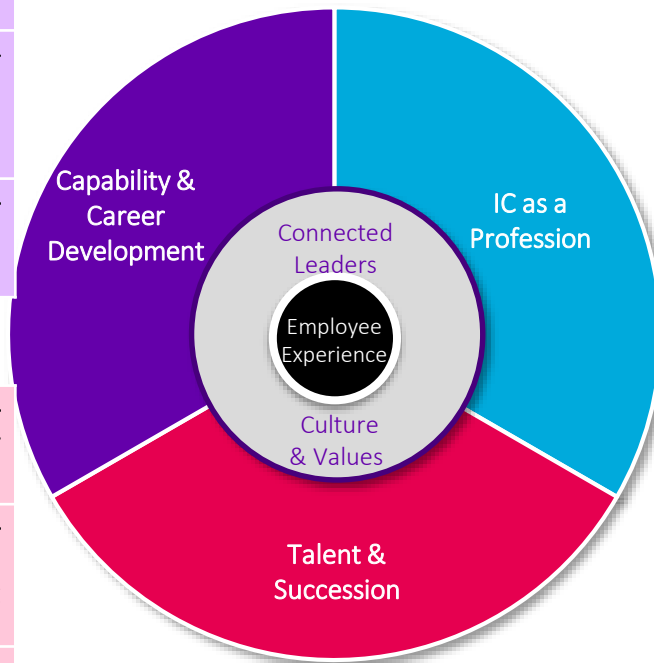 Capability &
Career
Development
IC as a
Profession
Connected
Leaders
Employee
Experience
Culture
& Values
Talent &
Succession